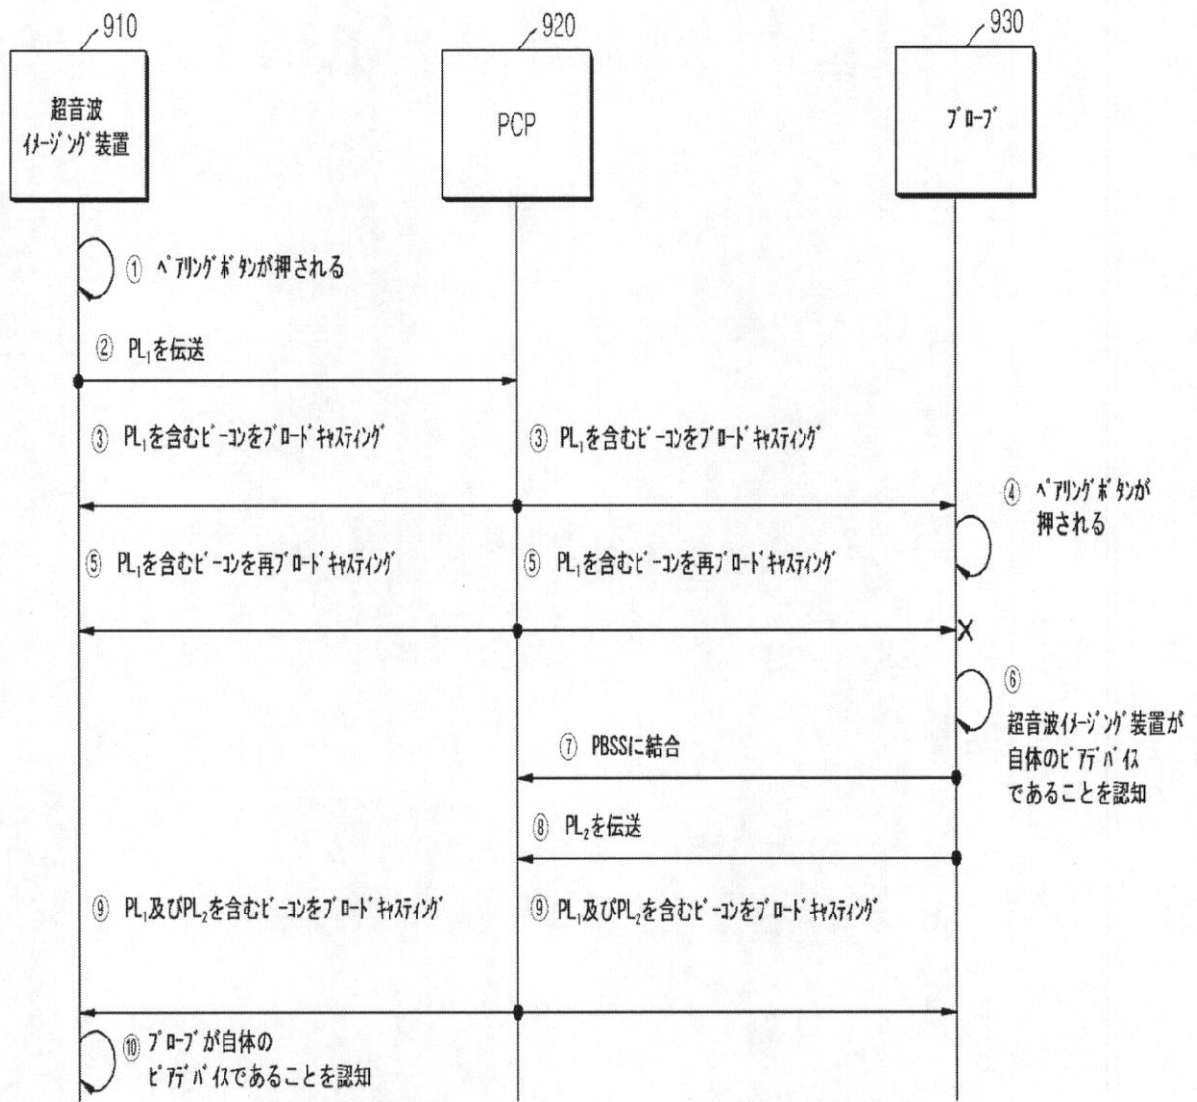 910
920
930
超音波
ｲﾒｰｼﾞﾝｸﾞ装置
PCP
ﾌﾟﾛｰﾌﾞ
① ﾍﾟｱﾘﾝｸﾞﾎﾞﾀﾝが押される
② PL₁を伝送
③ PL₁を含むﾋﾞｰｺﾝをﾌﾞﾛｰﾄﾞｷｬｽﾃｨﾝｸﾞ
③ PL₁を含むﾋﾞｰｺﾝをﾌﾞﾛｰﾄﾞｷｬｽﾃｨﾝｸﾞ
④ ﾍﾟｱﾘﾝｸﾞﾎﾞﾀﾝが
押される
⑤ PL₁を含むﾋﾞｰｺﾝを再ﾌﾞﾛｰﾄﾞｷｬｽﾃｨﾝｸﾞ
⑤ PL₁を含むﾋﾞｰｺﾝを再ﾌﾞﾛｰﾄﾞｷｬｽﾃｨﾝｸﾞ
X
⑥
超音波ｲﾒｰｼﾞﾝｸﾞ装置が
自体のﾋﾟｱﾃﾞﾊﾞｲｽ
であることを認知
⑦ PBSSに結合
⑧ PL₂を伝送
⑨ PL₁及びPL₂を含むﾋﾞｰｺﾝをﾌﾞﾛｰﾄﾞｷｬｽﾃｨﾝｸﾞ
⑨ PL₁及びPL₂を含むﾋﾞｰｺﾝをﾌﾞﾛｰﾄﾞｷｬｽﾃｨﾝｸﾞ
⑩ ﾌﾟﾛｰﾌﾞが自体の
ﾋﾟｱﾃﾞﾊﾞｲｽであることを認知